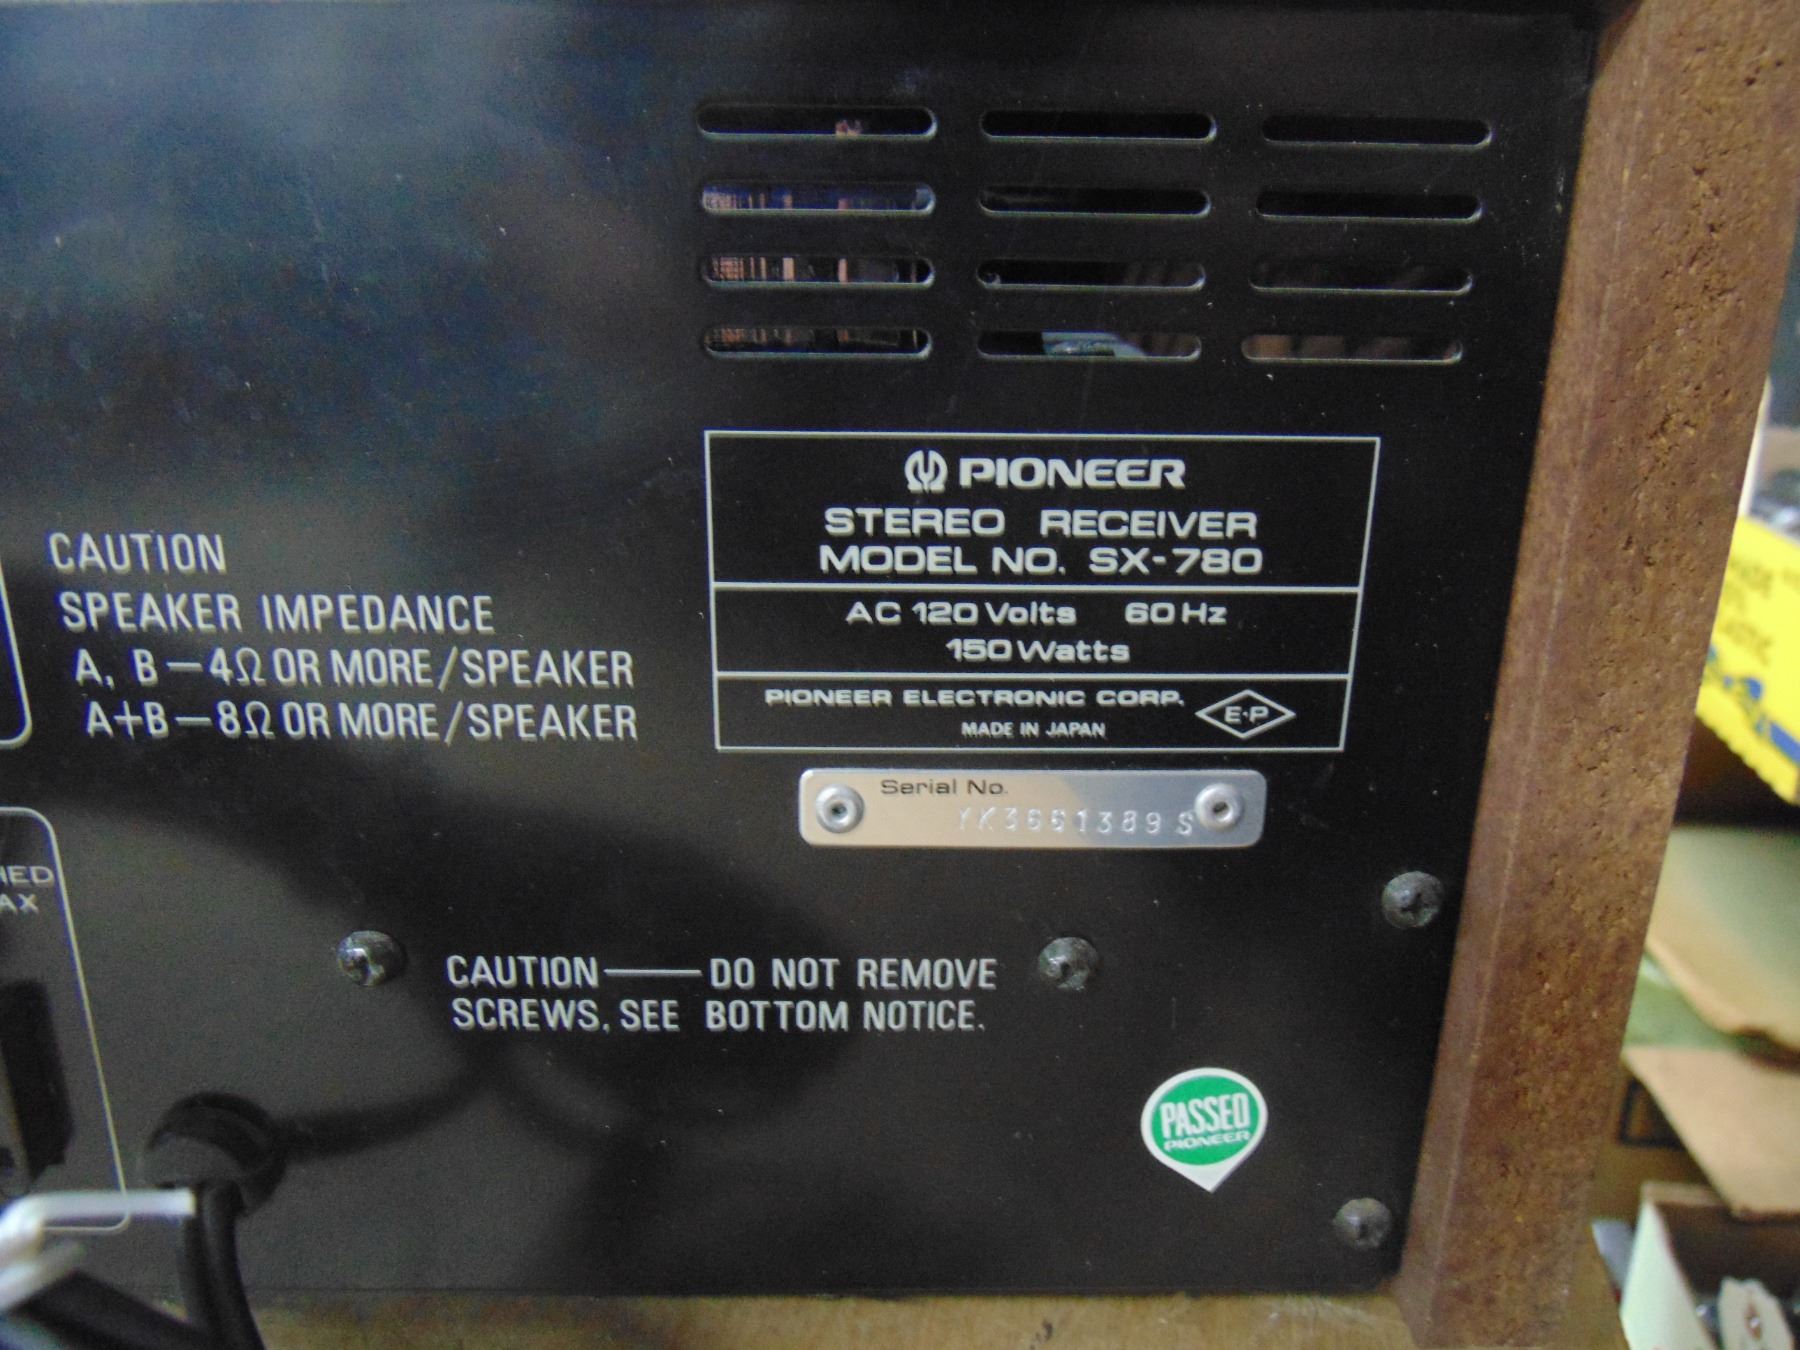 PIONEER
STEREO RECEIVER
MODEL NO. SX-780
AC 120 Volts 60 Hz
150 Watts
PIONEER ELECTRONIC CORP.
MADE IN JAPAN
E·P
Serial No.
YK3661389 S
CAUTION
SPEAKER IMPEDANCE
A, B — 4Ω OR MORE/SPEAKER
A+B — 8Ω OR MORE/SPEAKER
CAUTION — DO NOT REMOVE
SCREWS, SEE BOTTOM NOTICE.
PASSED
PIONEER